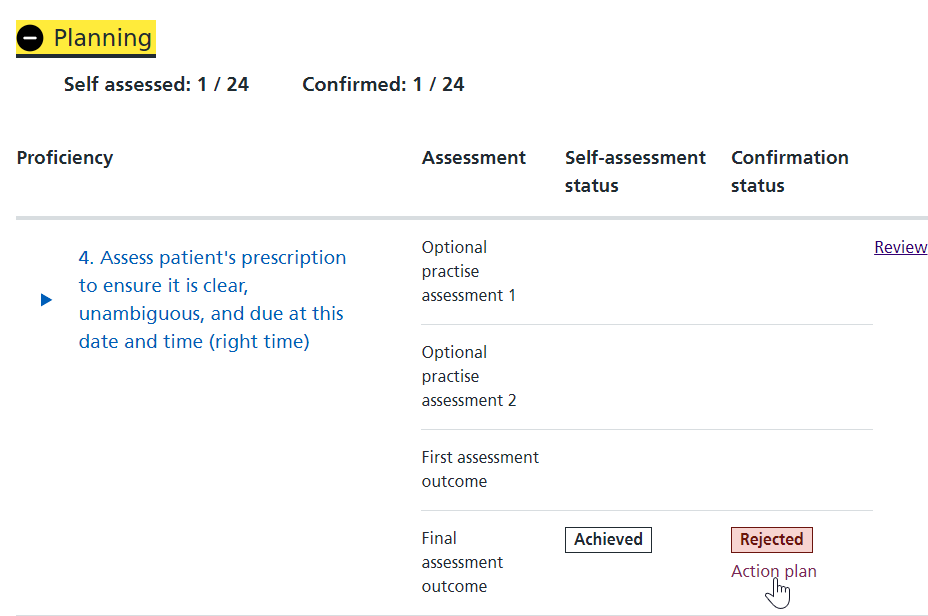 Planning
Self assessed: 1 / 24 Confirmed: 1 / 24
Proficiency Assessment Self-assessment status Confirmation status
4. Assess patient's prescription
to ensure it is clear,
unambiguous, and due at this
date and time (right time)
Optional
practise
assessment 1
Review
Optional
practise
assessment 2
First assessment
outcome
Final
assessment
outcome
Achieved
Rejected
Action plan